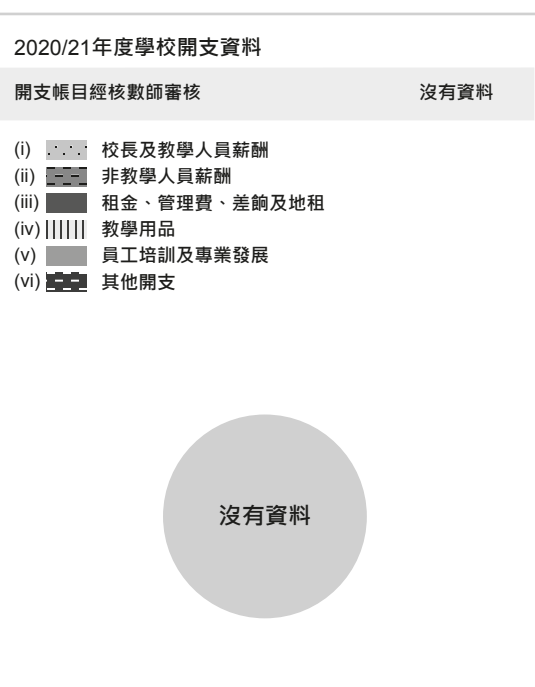 2020/21年度學校開支資料
開支帳目經核數師審核 沒有資料
(i) 校長及教學人員薪酬
(ii) 非教學人員薪酬
(iii) 租金、管理費、差餉及地租
(iv) 教學用品
(v) 員工培訓及專業發展
(vi) 其他開支
沒有資料